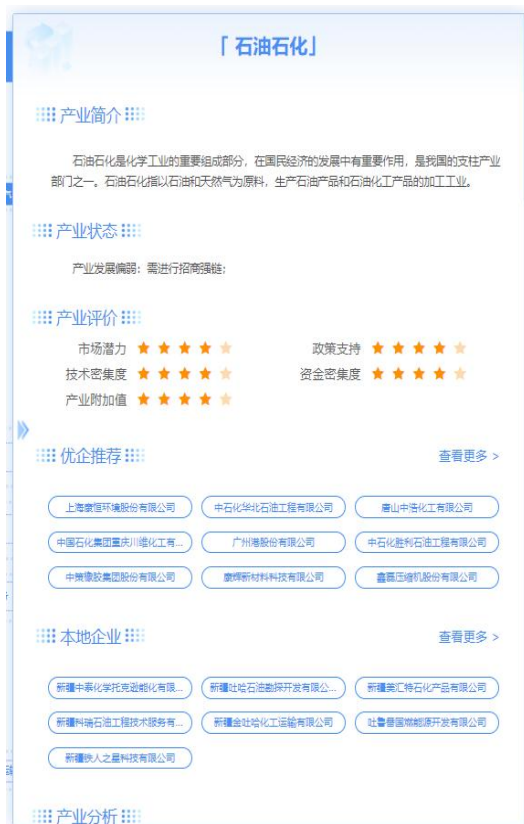 「 石油石化」
产业简介
石油石化是化学工业的重要组成部分，在国民经济的发展中有重要作用，是我国的支柱产业
部门之一。石油石化指以石油和天然气为原料，生产石油产品和石油化工产品的加工工业。
产业状态
产业发展偏弱：需进行招商强链;
产业评价
市场潜力 政策支持
技术密集度 资金密集度
产业附加值
优企推荐 查看更多 >
上海康恒环境股份有限公司 中石化华北石油工程有限公司 唐山中浩化工有限公司
中国石化集团重庆川维化工有... 广州港股份有限公司 中石化胜利石油工程有限公司
中策橡胶集团股份有限公司 康辉新材料科技有限公司 鑫磊压缩机股份有限公司
本地企业 查看更多 >
新疆中泰化学托克逊能化有限... 新疆吐哈石油勘探开发有限公... 新疆美汇特石化产品有限公司
新疆科瑞石油工程技术服务有... 新疆金吐哈化工运输有限公司 吐鲁番国燃能源开发有限公司
新疆铁人之星科技有限公司
产业分析